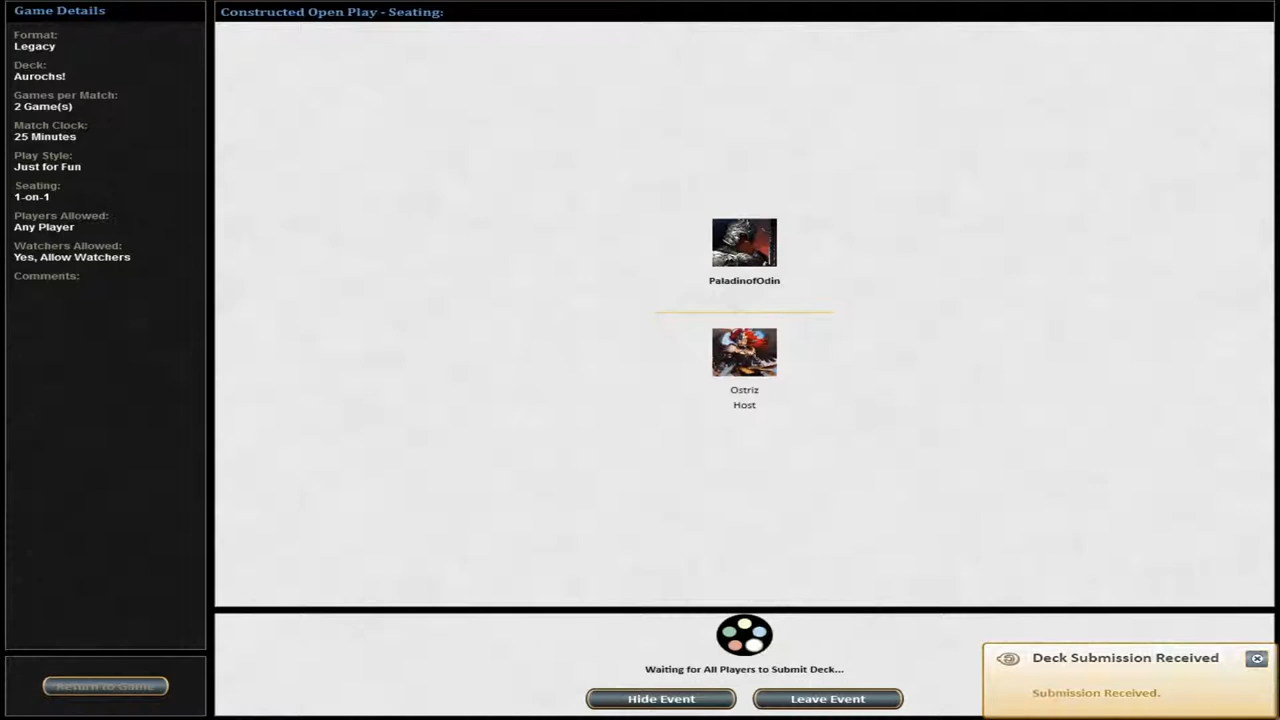 Game Details
Format:
Legacy
Deck:
Aurochs!
Games per Match:
2 Game(s)
Match Clock:
25 Minutes
Play Style:
Just for Fun
Seating:
1-on-1
Players Allowed:
Any Player
Watchers Allowed:
Yes, Allow Watchers
Comments:
Return to Game
Constructed Open Play - Seating:
PaladinofOdin
Ostriz
Host
Waiting for All Players to Submit Deck...
Hide Event
Leave Event
Deck Submission Received
Submission Received.